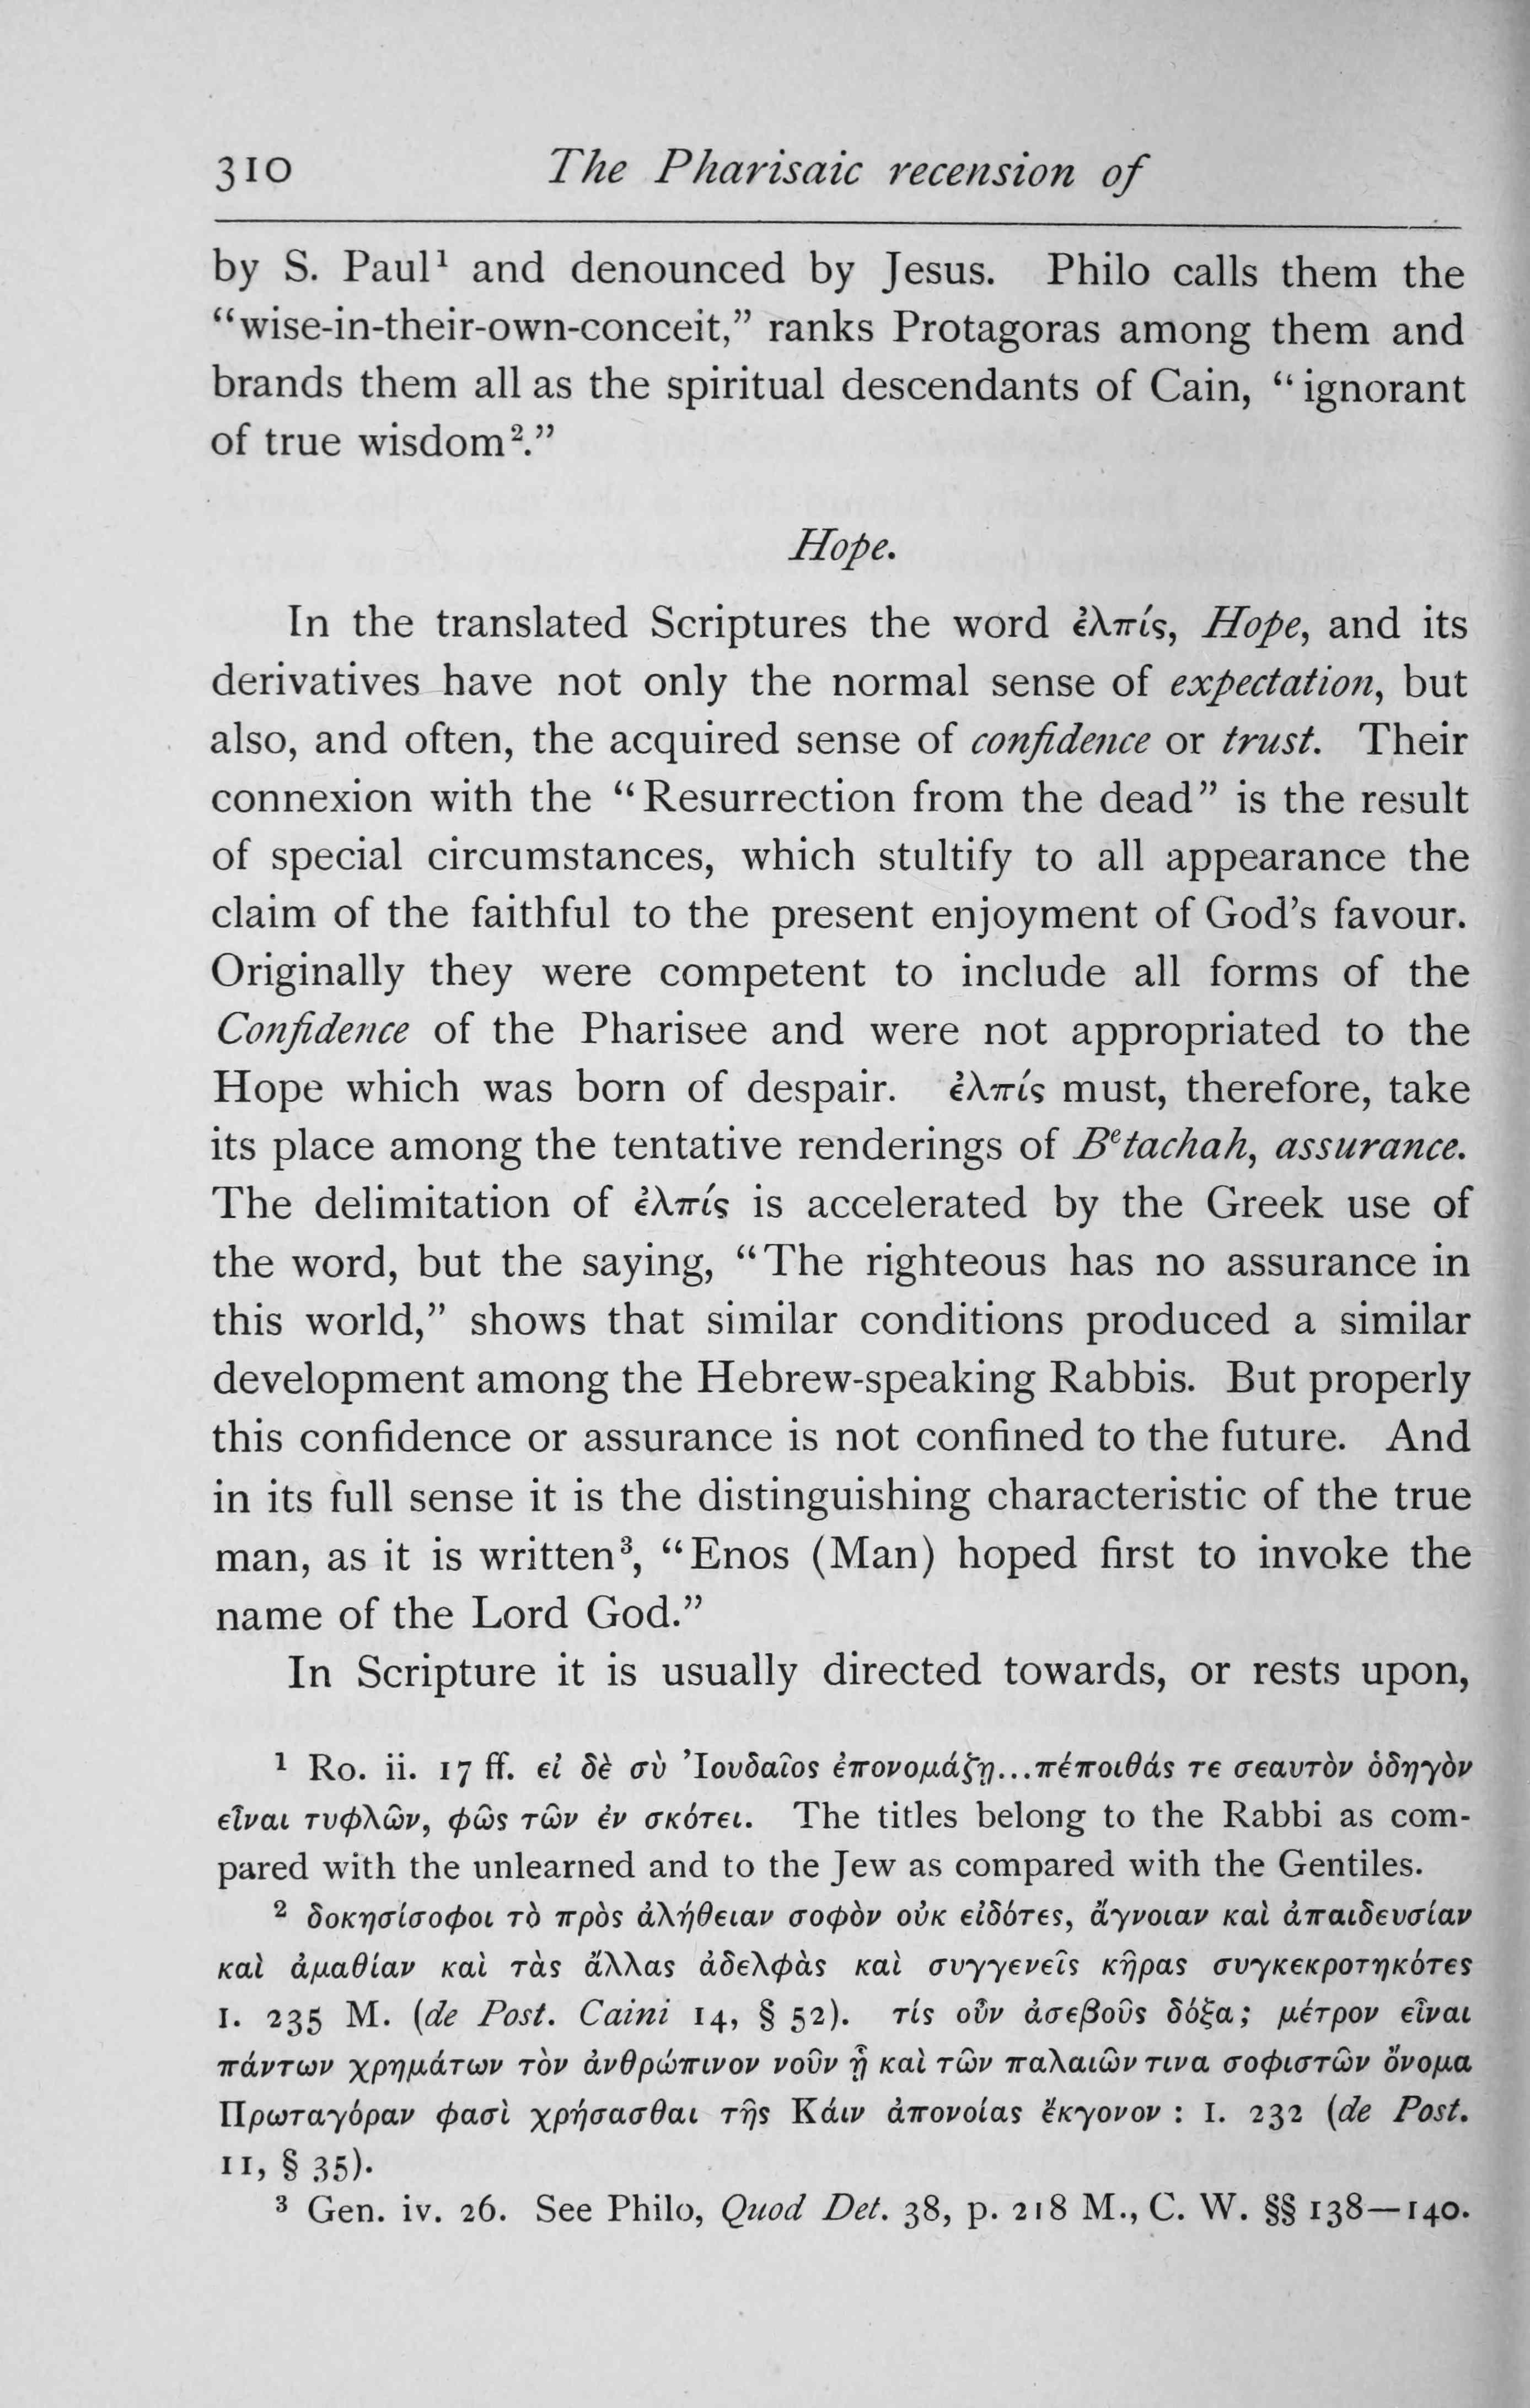 310 The Pharisaic recension of
by S. Paul¹ and denounced by Jesus. Philo calls them the
“wise-in-their-own-conceit,” ranks Protagoras among them and
brands them all as the spiritual descendants of Cain, “ignorant
of true wisdom².”
Hope.
In the translated Scriptures the word ἐλπίς, Hope, and its
derivatives have not only the normal sense of expectation, but
also, and often, the acquired sense of confidence or trust. Their
connexion with the “Resurrection from the dead” is the result
of special circumstances, which stultify to all appearance the
claim of the faithful to the present enjoyment of God’s favour.
Originally they were competent to include all forms of the
Confidence of the Pharisee and were not appropriated to the
Hope which was born of despair. ἐλπίς must, therefore, take
its place among the tentative renderings of Bᵉtachah, assurance.
The delimitation of ἐλπίς is accelerated by the Greek use of
the word, but the saying, “The righteous has no assurance in
this world,” shows that similar conditions produced a similar
development among the Hebrew-speaking Rabbis. But properly
this confidence or assurance is not confined to the future. And
in its full sense it is the distinguishing characteristic of the true
man, as it is written³, “Enos (Man) hoped first to invoke the
name of the Lord God.”
In Scripture it is usually directed towards, or rests upon,
¹ Ro. ii. 17 ff. εἰ δὲ σὺ Ἰουδαῖος ἐπονομάζῃ...πέποιθάς τε σεαυτὸν ὁδηγὸν
εἶναι τυφλῶν, φῶς τῶν ἐν σκότει. The titles belong to the Rabbi as com-
pared with the unlearned and to the Jew as compared with the Gentiles.
² δοκησίσοφοι τὸ πρὸς ἀλήθειαν σοφὸν οὐκ εἰδότες, ἄγνοιαν καὶ ἀπαιδευσίαν
καὶ ἀμαθίαν καὶ τὰς ἄλλας ἀδελφὰς καὶ συγγενεῖς κῆρας συγκεκροτηκότες
I. 235 M. (de Post. Caini 14, § 52). τίς οὖν ἀσεβοῦς δόξα; μέτρον εἶναι
πάντων χρημάτων τὸν ἀνθρώπινον νοῦν ᾗ καὶ τῶν παλαιῶν τινα σοφιστῶν ὄνομα
Πρωταγόραν φασὶ χρήσασθαι τῆς Κάιν ἀπονοίας ἔκγονον : I. 232 (de Post.
11, § 35).
³ Gen. iv. 26. See Philo, Quod Det. 38, p. 218 M., C. W. §§ 138—140.